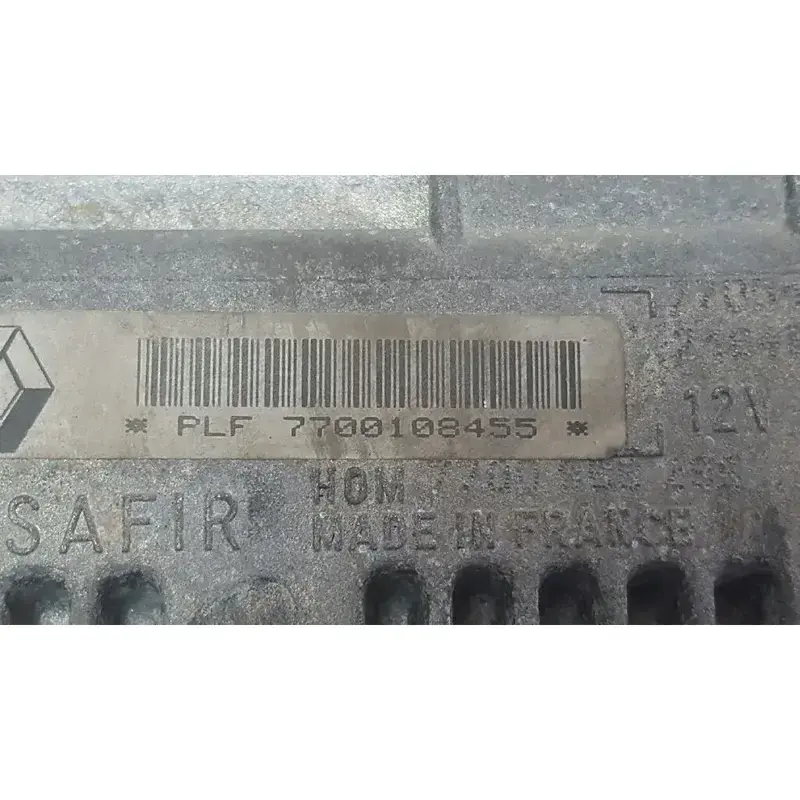 * PLF 7700108455 *
12V
HOM
SAFIR
MADE IN FRANCE